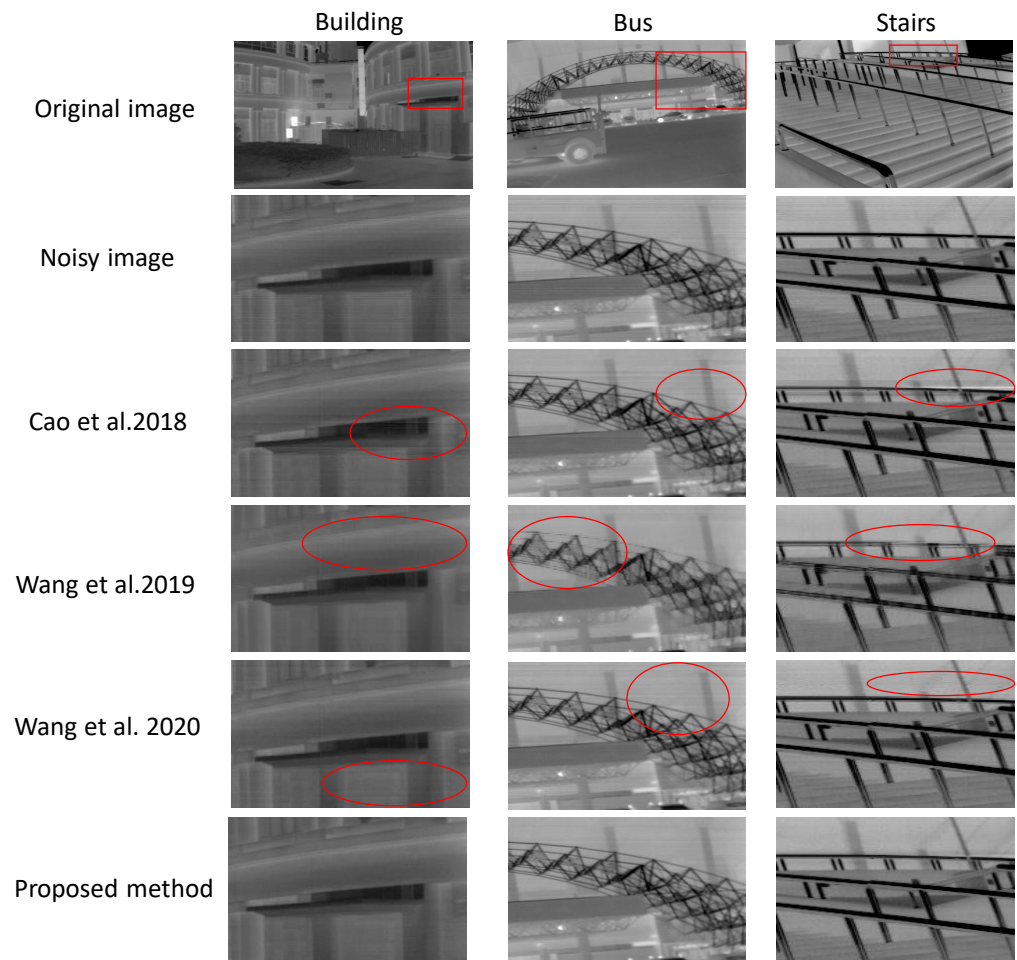 Building Bus Stairs
Original image
Noisy image
Cao et al.2018
Wang et al.2019
Wang et al. 2020
Proposed method